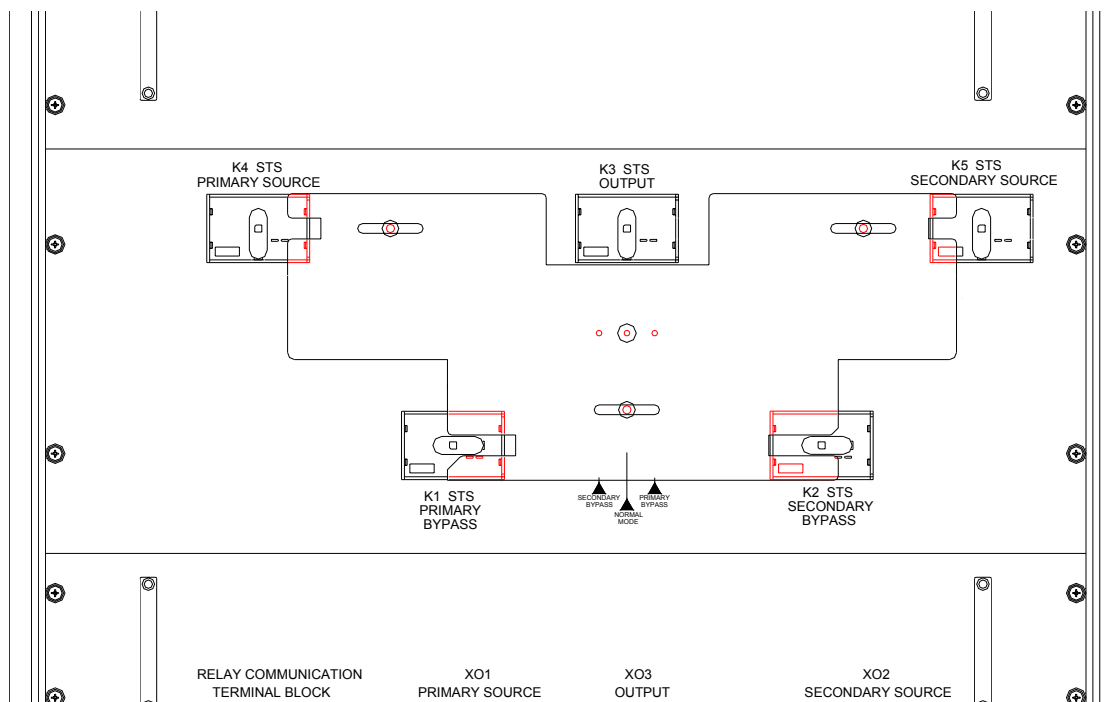 K4 STS
PRIMARY SOURCE
K3 STS
OUTPUT
K5 STS
SECONDARY SOURCE
K1 STS
PRIMARY
BYPASS
SECONDARY
BYPASS
NORMAL
MODE
PRIMARY
BYPASS
K2 STS
SECONDARY
BYPASS
RELAY COMMUNICATION
TERMINAL BLOCK
XO1
PRIMARY SOURCE
XO3
OUTPUT
XO2
SECONDARY SOURCE